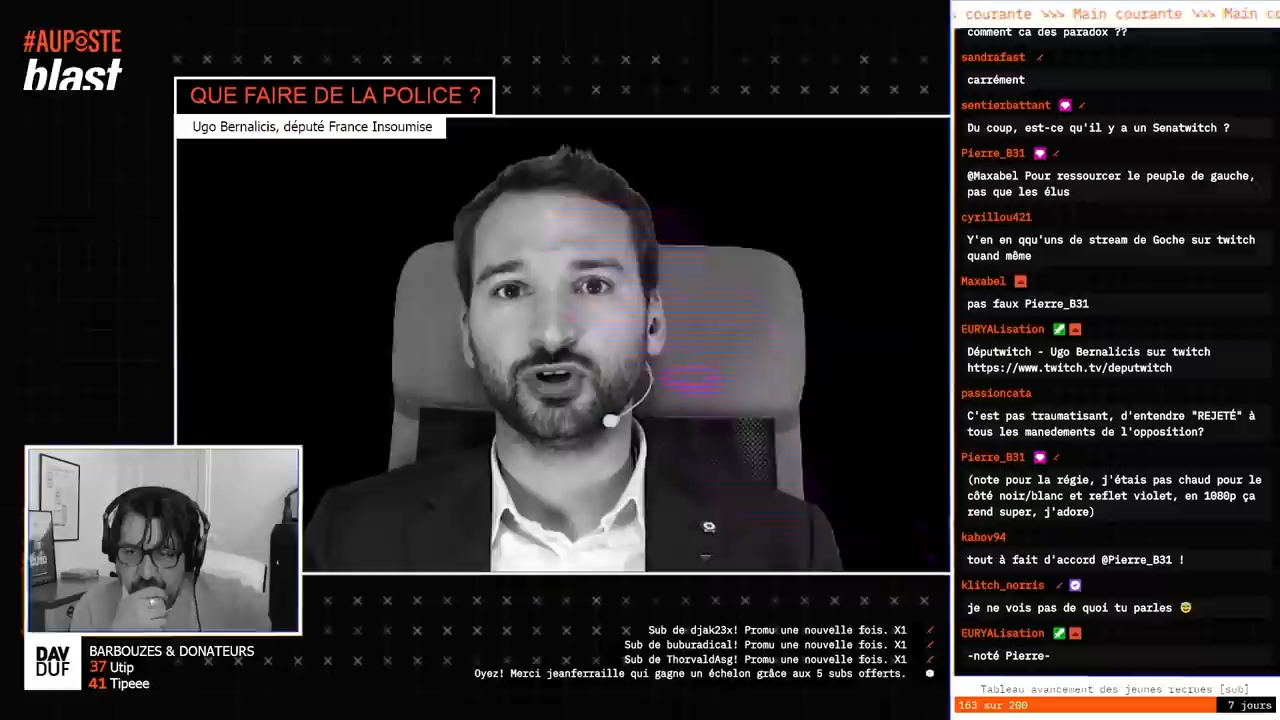 #AUPOSTE
blast
QUE FAIRE DE LA POLICE ?
Ugo Bernalicis, député France Insoumise
DAV
DUF
BARBOUZES & DONATEURS
37 Utip
41 Tipeee
Sub de djak23x! Promu une nouvelle fois. X1
Sub de buburadical! Promu une nouvelle fois. X1
Sub de ThorvaldAsg! Promu une nouvelle fois. X1
Oyez! Merci jeanferraille qui gagne un échelon grâce aux 5 subs offerts.
courante >>> Main courante >>> Main co
comment ca des paradox ??
sandrafast
carrément
sentierbattant
Du coup, est-ce qu'il y a un Senatwitch ?
Pierre_B31
@Maxabel Pour ressourcer le peuple de gauche,
pas que les élus
cyrillou421
Y'en en qqu'uns de stream de Goche sur twitch
quand même
Maxabel
pas faux Pierre_B31
EURYALisation
Députwitch - Ugo Bernalicis sur twitch
https://www.twitch.tv/deputwitch
passioncata
C'est pas traumatisant, d'entendre "REJETÉ" à
tous les manedements de l'opposition?
Pierre_B31
(note pour la régie, j'étais pas chaud pour le
côté noir/blanc et reflet violet, en 1080p ça
rend super, j'adore)
kabov94
tout à fait d'accord @Pierre_B31 !
klitch_norris
je ne vois pas de quoi tu parles 😅
EURYALisation
-noté Pierre-
Tableau avancement des jeunes recrues [sub]
163 sur 200
7 jours